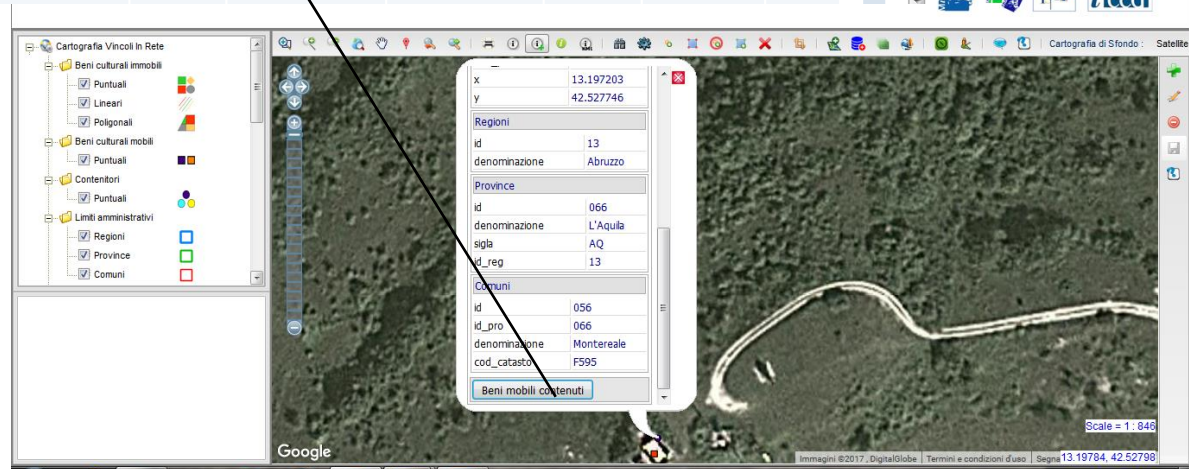 Cartografia Vincoli In Rete
Beni culturali immobili
Puntuali
Lineari
Poligonali
Beni culturali mobili
Puntuali
Contenitori
Puntuali
Limiti amministrativi
Regioni
Province
Comuni
Cartografia di Sfondo : Satellite
x 13.197203
y 42.527746
Regioni
id 13
denominazione Abruzzo
Province
id 066
denominazione L'Aquila
sigla AQ
id_reg 13
Comuni
id 056
id_pro 066
denominazione Montereale
cod_catasto F595
Beni mobili contenuti
Scale = 1 : 846
Google
Immagini ©2017 , DigitalGlobe Termini e condizioni d'uso Segna 13.19784, 42.52798